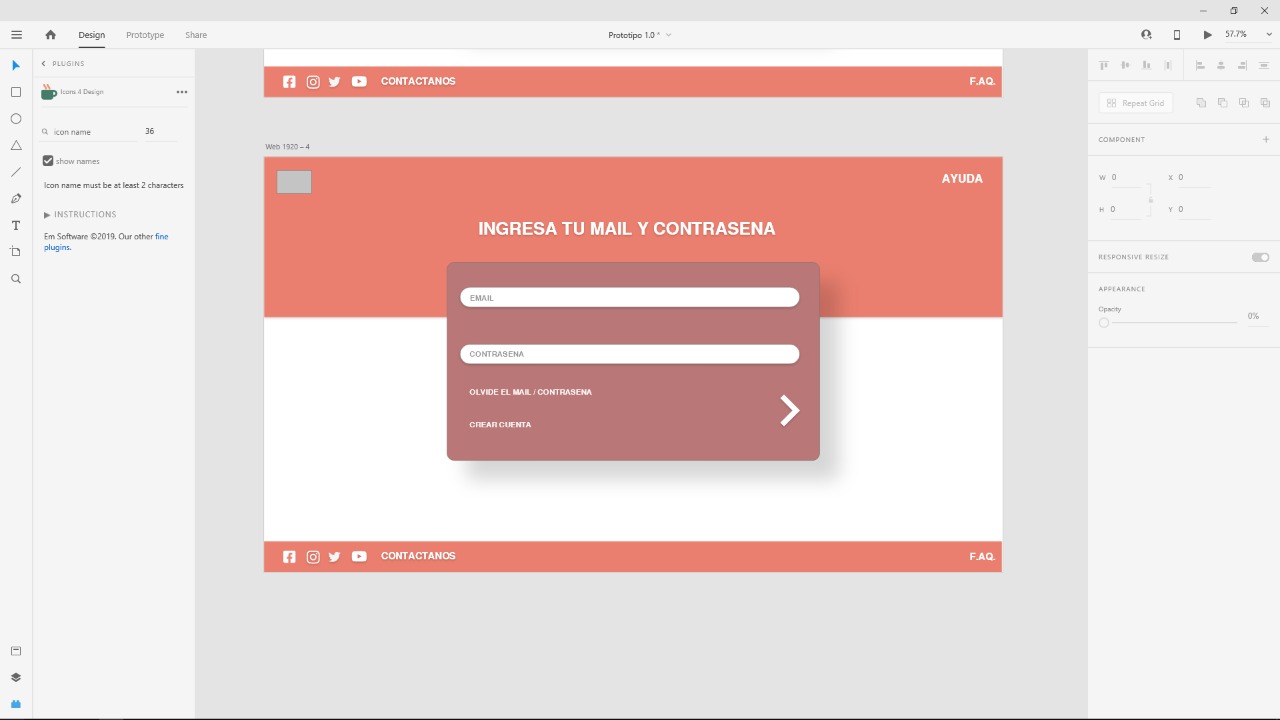 Design Prototype Share
Prototipo 1.0 *
57.7%
PLUGINS
Icons 4 Design
icon name 36
show names
Icon name must be at least 2 characters
INSTRUCTIONS
Em Software ©2019. Our other fine
plugins.
CONTACTANOS F.AQ.
Web 1920 – 4
AYUDA
INGRESA TU MAIL Y CONTRASENA
EMAIL
CONTRASENA
OLVIDE EL MAIL / CONTRASENA
CREAR CUENTA
CONTACTANOS F.AQ.
Repeat Grid
COMPONENT
W 0 X 0
H 0 Y 0
RESPONSIVE RESIZE
APPEARANCE
Opacity
0%